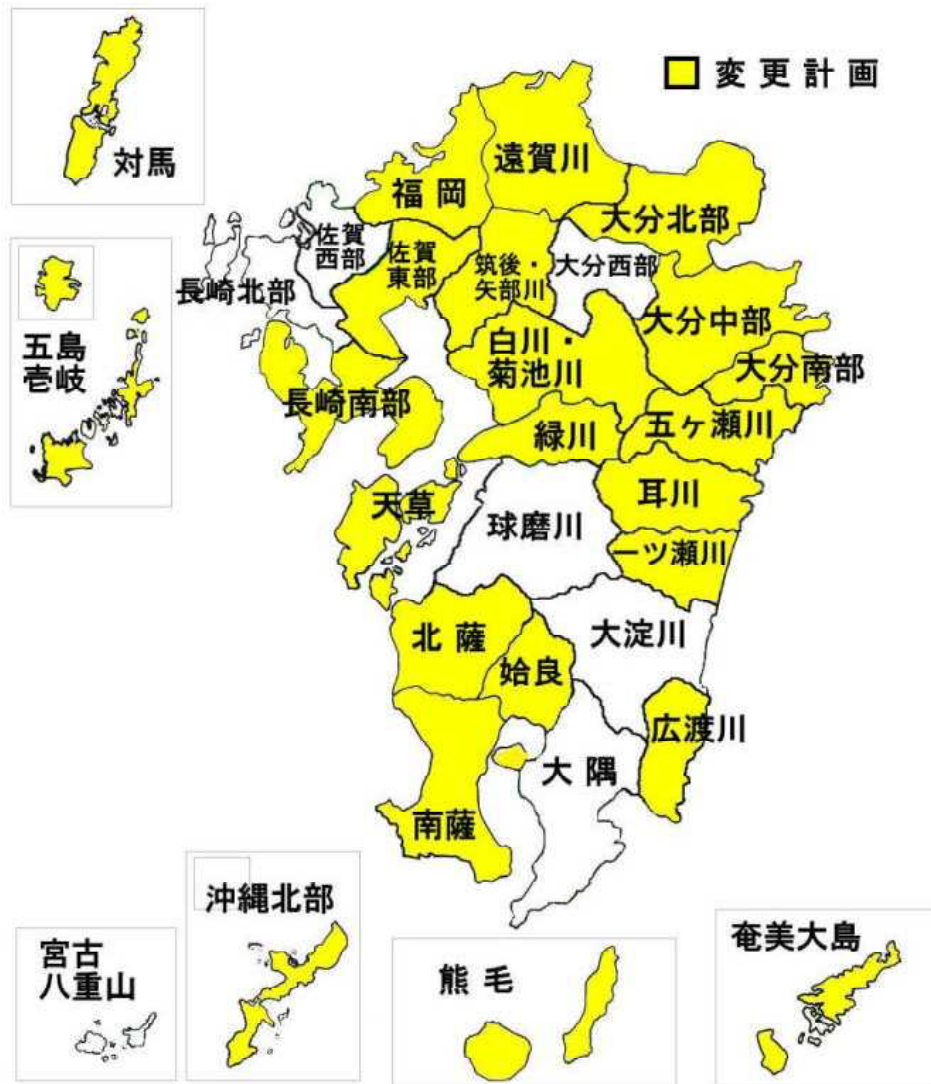 変更計画
対馬
遠賀川
福岡
大分北部
佐賀
西部
佐賀
東部
筑後・
矢部川
大分西部
長崎北部
五島
壱岐
大分中部
白川・
菊池川
大分南部
長崎南部
緑川
五ヶ瀬川
天草
球磨川
耳川
一ツ瀬川
北薩
大淀川
姶良
広渡川
大隅
南薩
沖縄北部
宮古
八重山
熊毛
奄美大島